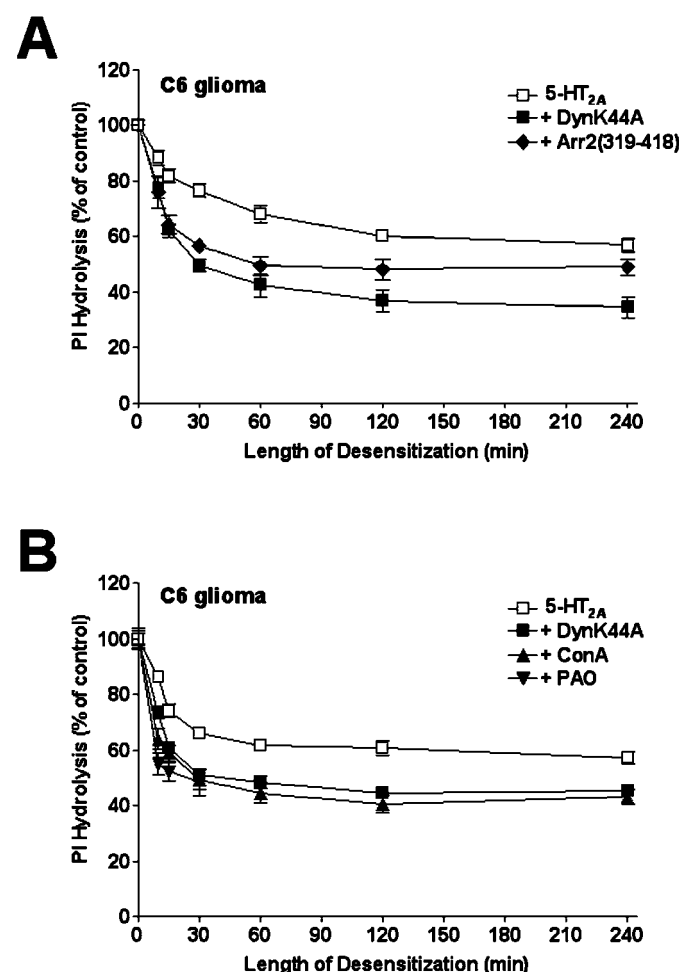 A
C6 glioma
5-HT2A
+ DynK44A
+ Arr2(319-418)
PI Hydrolysis (% of control)
120
100
80
60
40
20
0
0 30 60 90 120 150 180 210 240
Length of Desensitization (min)
B
C6 glioma
5-HT2A
+ DynK44A
+ ConA
+ PAO
PI Hydrolysis (% of control)
120
100
80
60
40
20
0
0 30 60 90 120 150 180 210 240
Length of Desensitization (min)